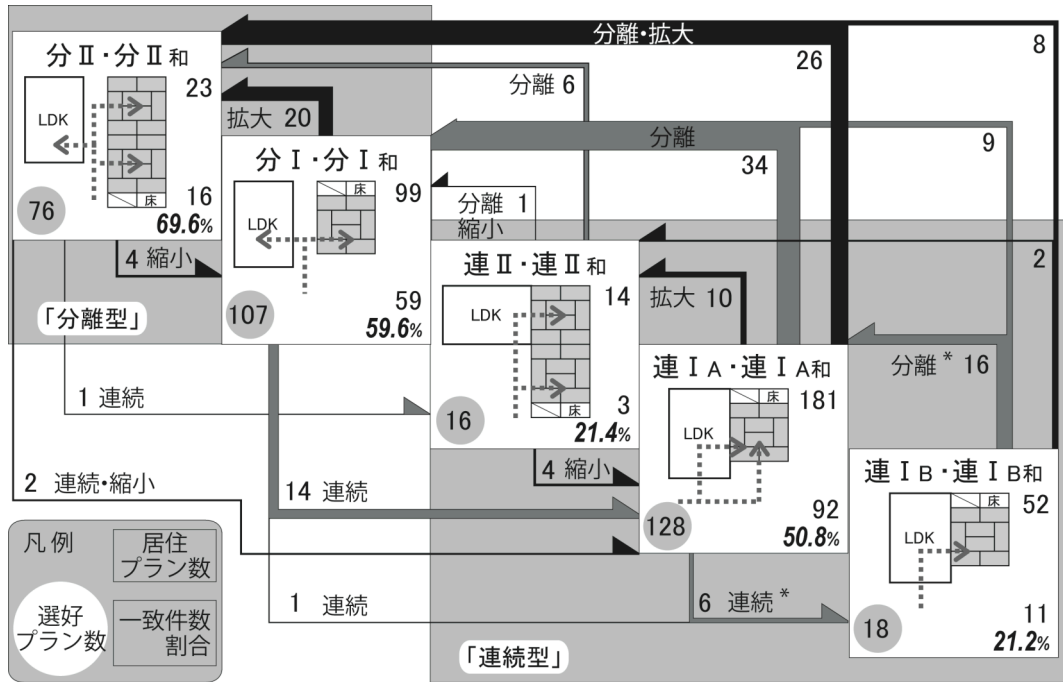 分離・拡大
8
26
分Ⅱ・分Ⅱ和
23
LDK
床
16
76
69.6%
分離 6
拡大 20
分離
34
9
分Ⅰ・分Ⅰ和
床
99
LDK
59
107
59.6%
分離 1
縮小
4 縮小
「分離型」
2
連Ⅱ・連Ⅱ和
14
LDK
床
3
16
21.4%
拡大 10
分離* 16
連ⅠA・連ⅠA和
床
181
LDK
92
128
50.8%
1 連続
4 縮小
2 連続・縮小
14 連続
連ⅠB・連ⅠB和
床
52
LDK
11
18
21.2%
1 連続
6 連続*
「連続型」
凡例
居住
プラン数
選好
プラン数
一致件数
割合